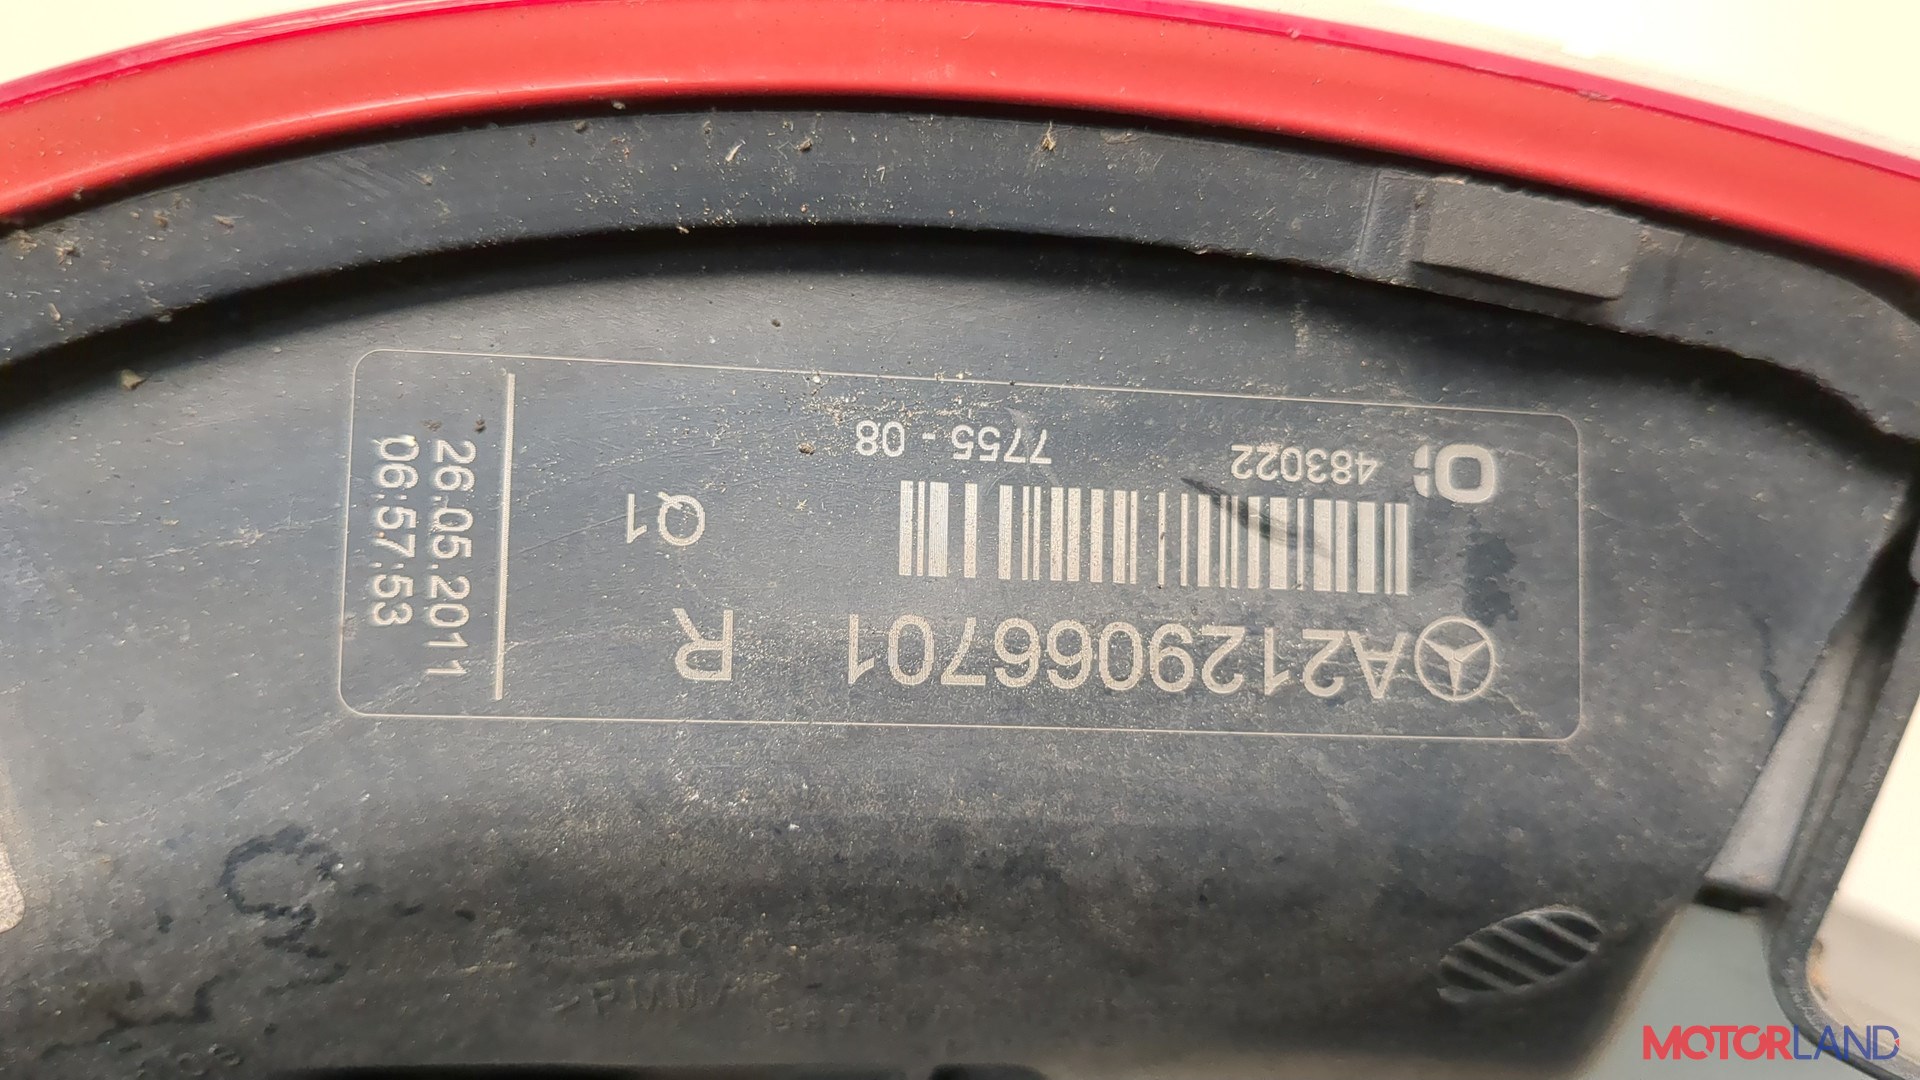 A2129066701 R
Q1
483022 7755 - 08
26.05.2011
06:57:53
MOTORLAND